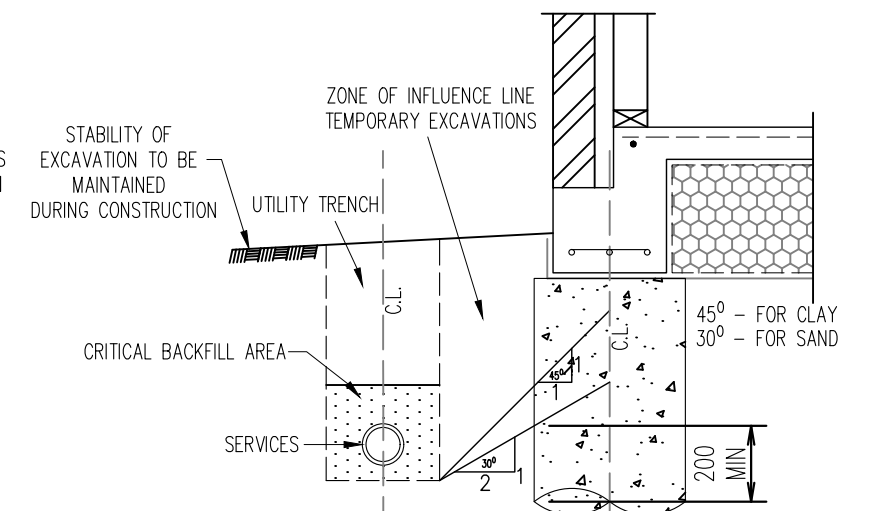 ZONE OF INFLUENCE LINE
TEMPORARY EXCAVATIONS
STABILITY OF
EXCAVATION TO BE
MAINTAINED
DURING CONSTRUCTION
S
UTILITY TRENCH
C.L.
C.L.
45⁰ – FOR CLAY
30⁰ – FOR SAND
CRITICAL BACKFILL AREA
45⁰
1
1
SERVICES
30⁰
1
2
200
MIN